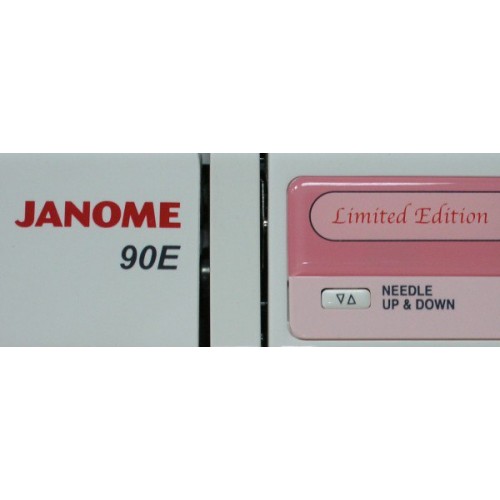 JANOME
90E
Limited Edition
NEEDLE
UP & DOWN